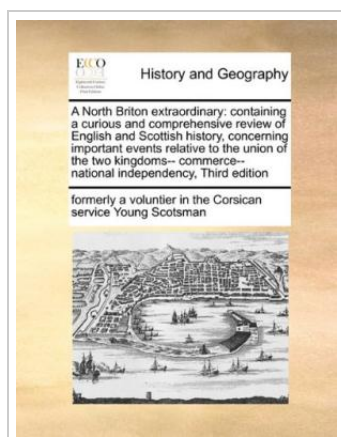 ECCO
History and Geography
A North Briton extraordinary: containing
a curious and comprehensive review of
English and Scottish history, concerning
important events relative to the union of
the two kingdoms-- commerce--
national independency, Third edition
formerly a voluntier in the Corsican
service Young Scotsman